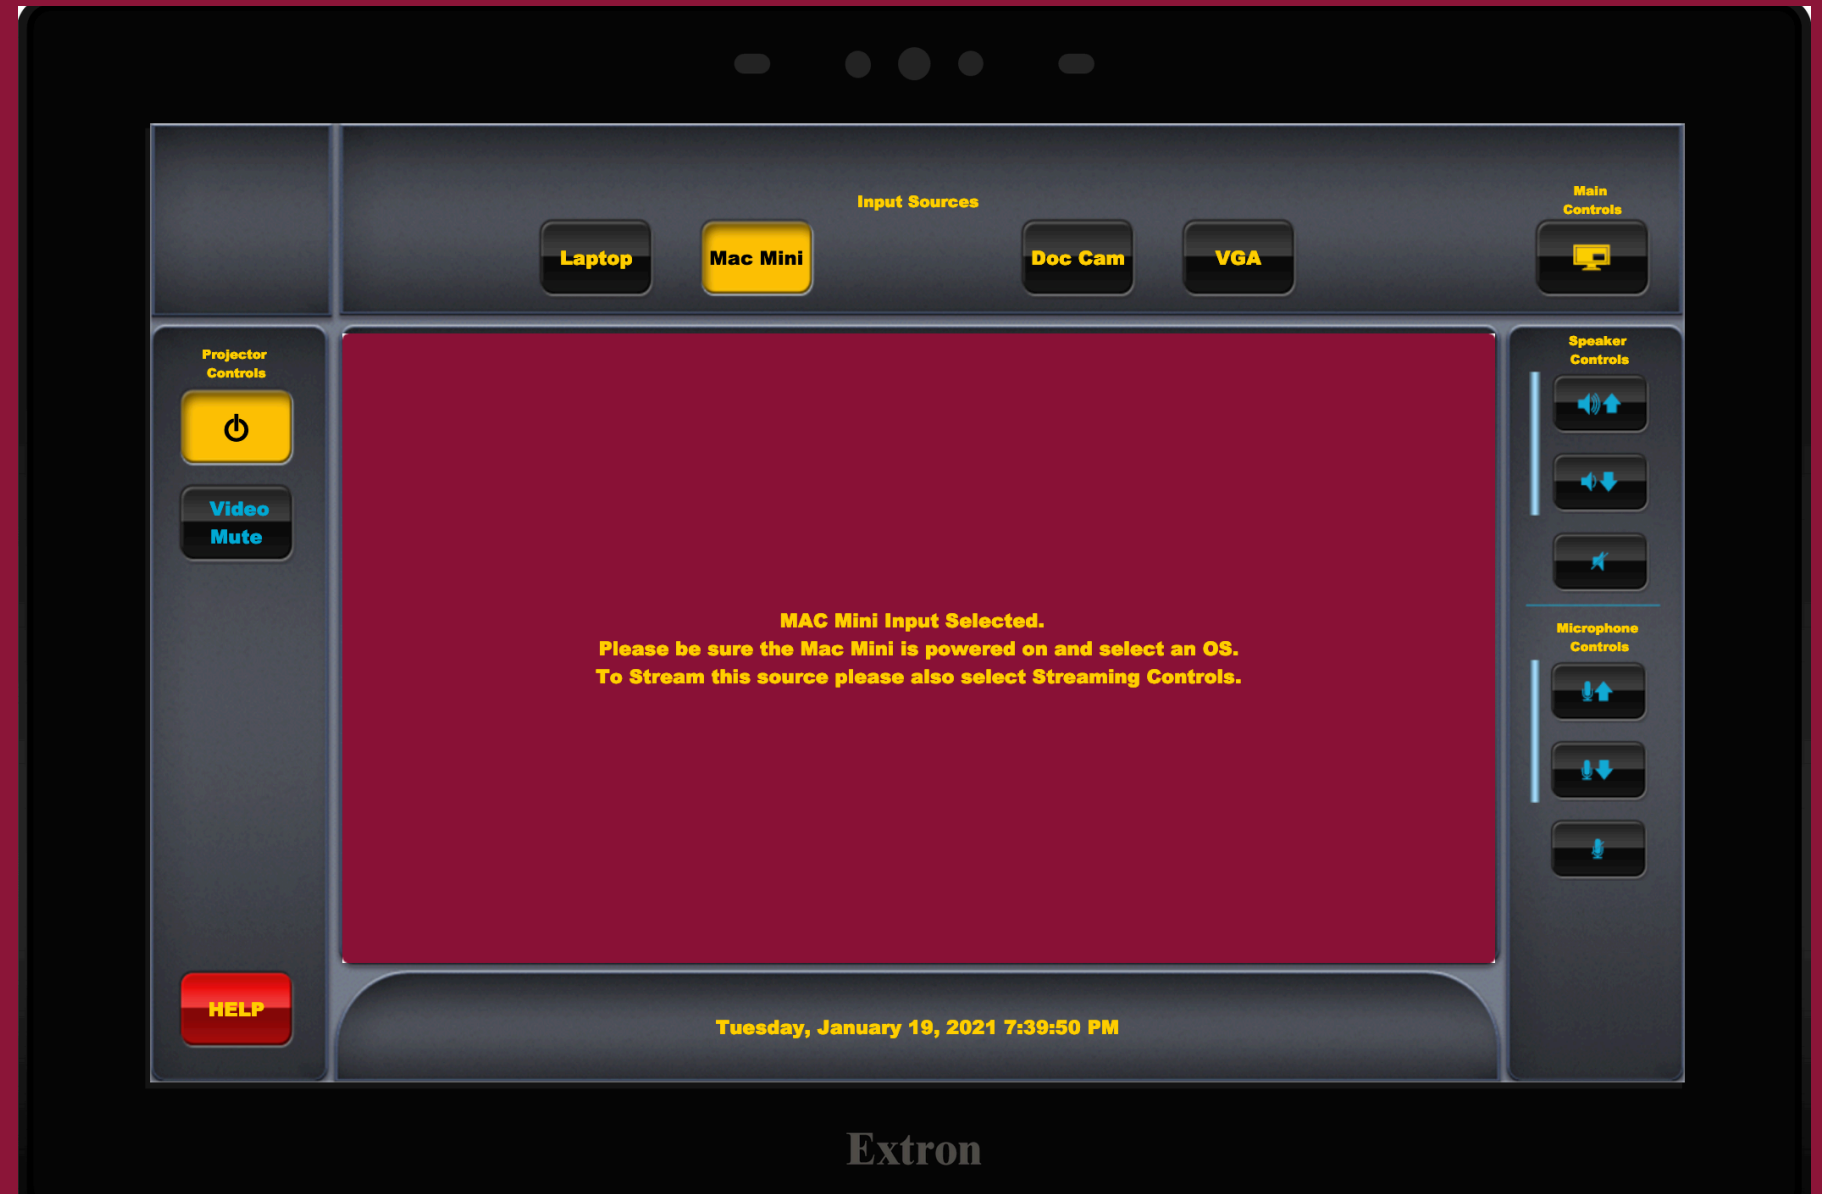 Input Sources
Main
Controls
Laptop
Mac Mini
Doc Cam
VGA
Projector
Controls
Video
Mute
HELP
MAC Mini Input Selected.
Please be sure the Mac Mini is powered on and select an OS.
To Stream this source please also select Streaming Controls.
Speaker
Controls
Microphone
Controls
Tuesday, January 19, 2021 7:39:50 PM
Extron